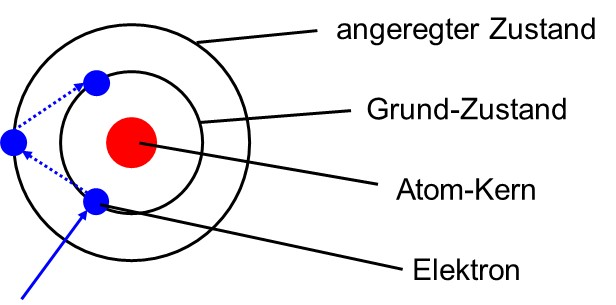 angeregter Zustand
Grund-Zustand
Atom-Kern
Elektron